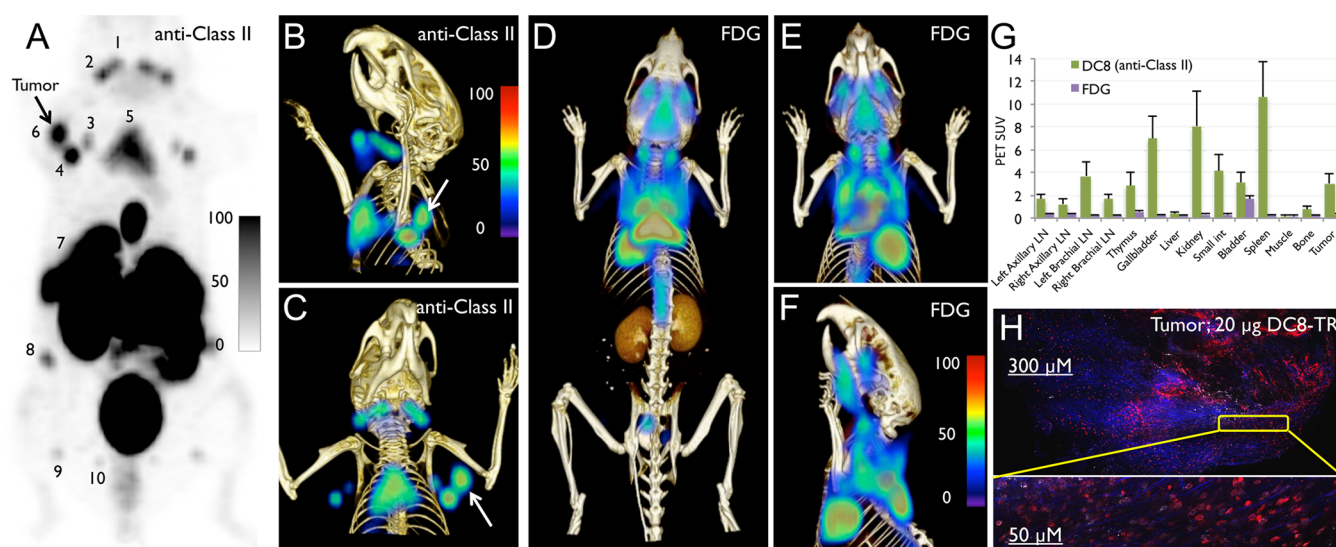 A
anti-Class II
1
2
Tumor
6
3
5
4
7
100
50
0
8
9
10
B
anti-Class II
100
50
0
C
anti-Class II
D
FDG
E
FDG
F
FDG
100
50
0
G
14
12
10
8
6
4
2
0
PET SUV
DC8 (anti-Class II)
FDG
Left Axillary LN
Right Axillary LN
Left Brachial LN
Right Brachial LN
Thymus
Gallbladder
Liver
Kidney
Small int
Bladder
Spleen
Muscle
Bone
Tumor
H
Tumor; 20 µg DC8-TR
300 µM
50 µM